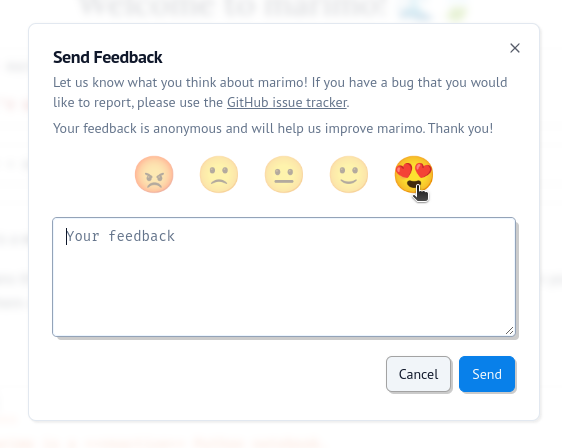 Welcome to marimo!
Send Feedback
Let us know what you think about marimo! If you have a bug that you would
like to report, please use the GitHub issue tracker.
Your feedback is anonymous and will help us improve marimo. Thank you!
Your feedback
Cancel
Send